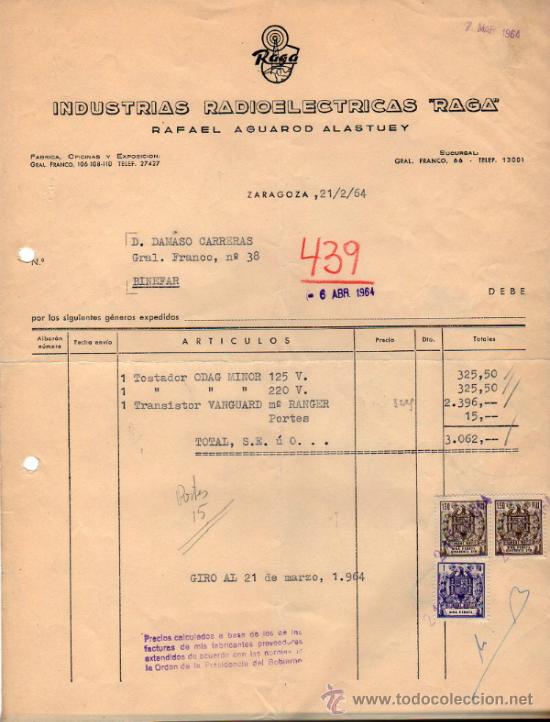 2 MAR 1964
Raga
INDUSTRIAS RADIOELECTRICAS "RAGA"
RAFAEL AGUAROD ALASTUEY
FABRICA, OFICINAS Y EXPOSICION:
GRAL. FRANCO, 106-108-110 TELEF. 27427
SUCURSAL:
GRAL. FRANCO, 66 - TELEF. 13001
ZARAGOZA, 21/2/64
D. DAMASO CARRERAS
N.º Gral. Franco, nº 38
BINEFAR
439
- 6 ABR. 1964
DEBE
por los siguientes géneros expedidos
Albarán número Fecha envío ARTICULOS Precio Dto. Totales
1 Tostador ODAG MINOR 125 V. 325,50
1 " " " 220 V. 325,50
1 Transistor VANGUARD mº RANGER 2.396,--
Portes 15,--
TOTAL, S.E. ú O. . . 3.062,--
Portes
15
GIRO AL 21 de marzo, 1.964
Precios calculados a base de los de las
facturas de mis fabricantes proveedores
extendidos de acuerdo con las normas de
la Orden de la Presidencia del Gobierno
www.todocoleccion.net